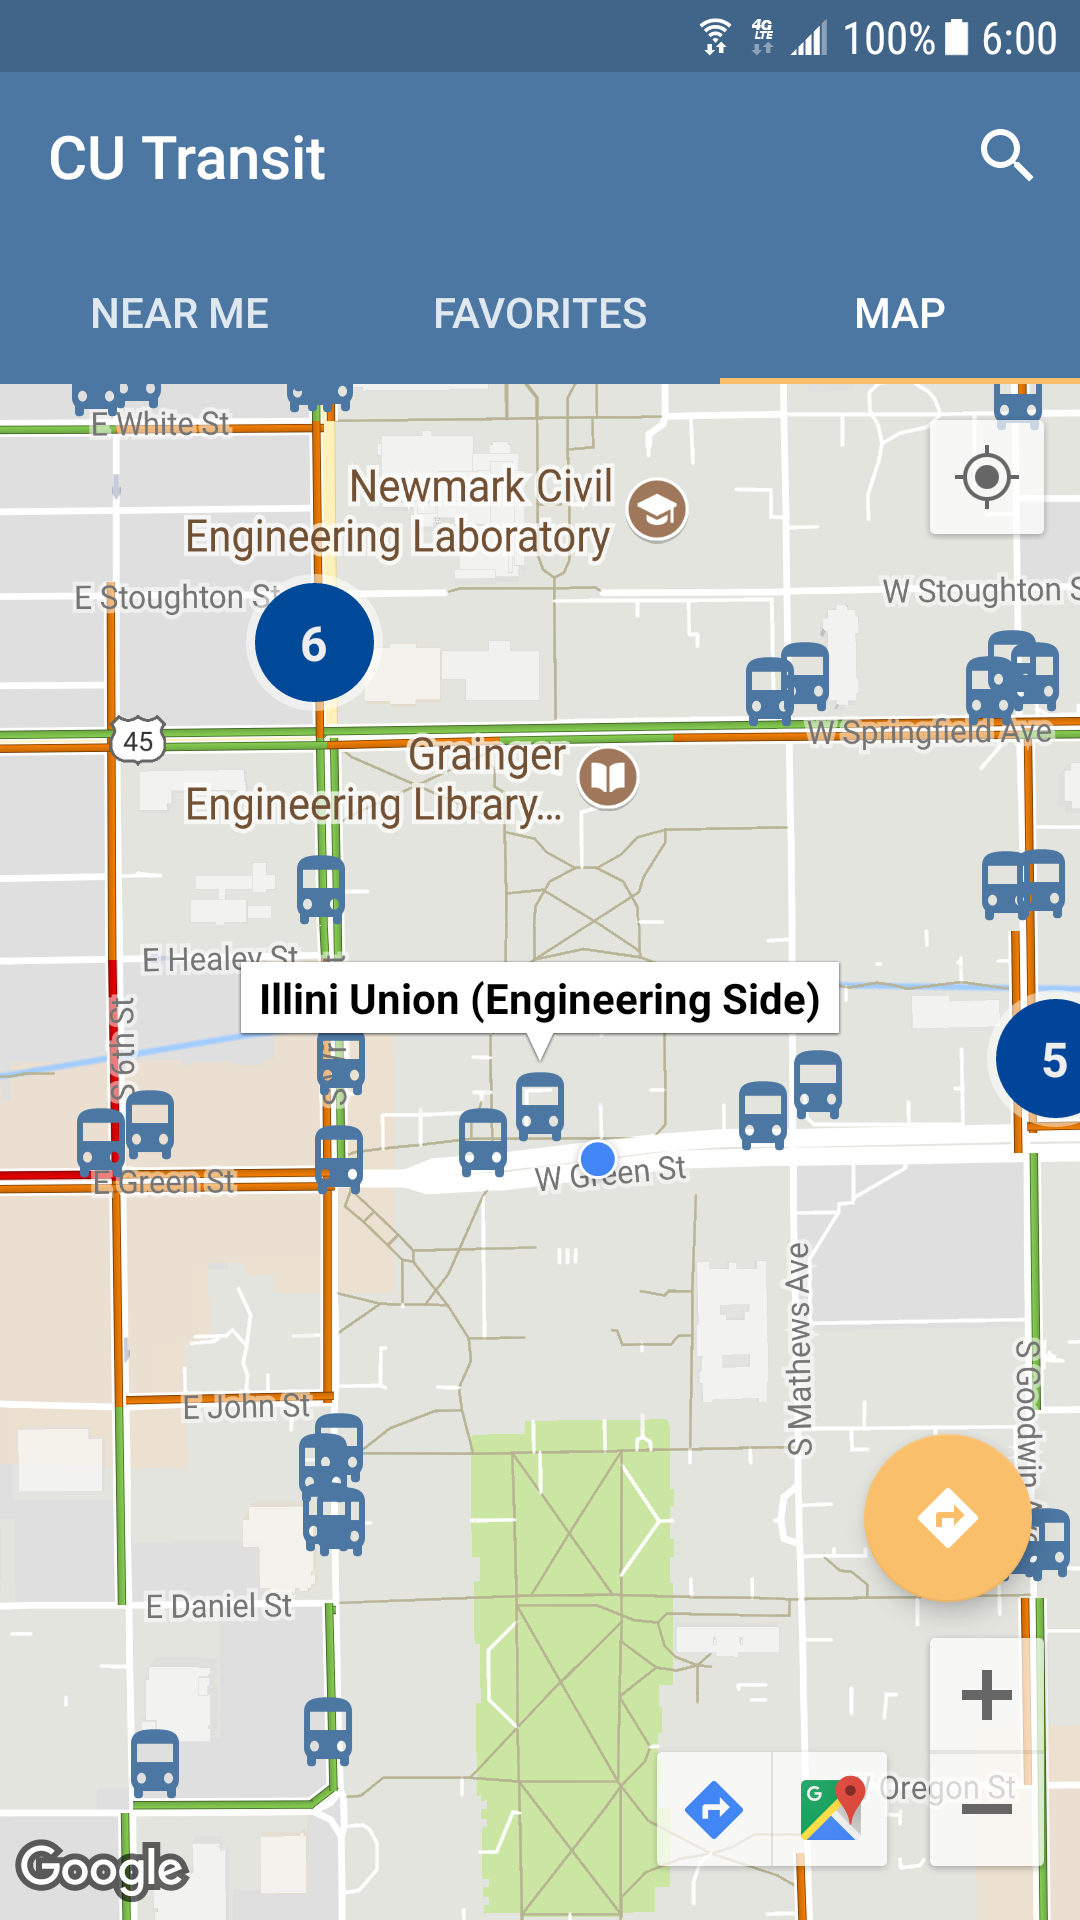 4G
LTE
100%
6:00
CU Transit
NEAR ME
FAVORITES
MAP
E White St
Newmark Civil
Engineering Laboratory
E Stoughton St
W Stoughton S
6
45
W Springfield Ave
Grainger
Engineering Library...
E Healey St
Illini Union (Engineering Side)
S 6th St
5
E Green St
W Green St
S Mathews Ave
S Goodwin
E John St
E Daniel St
+
G
Oregon St
−
Google